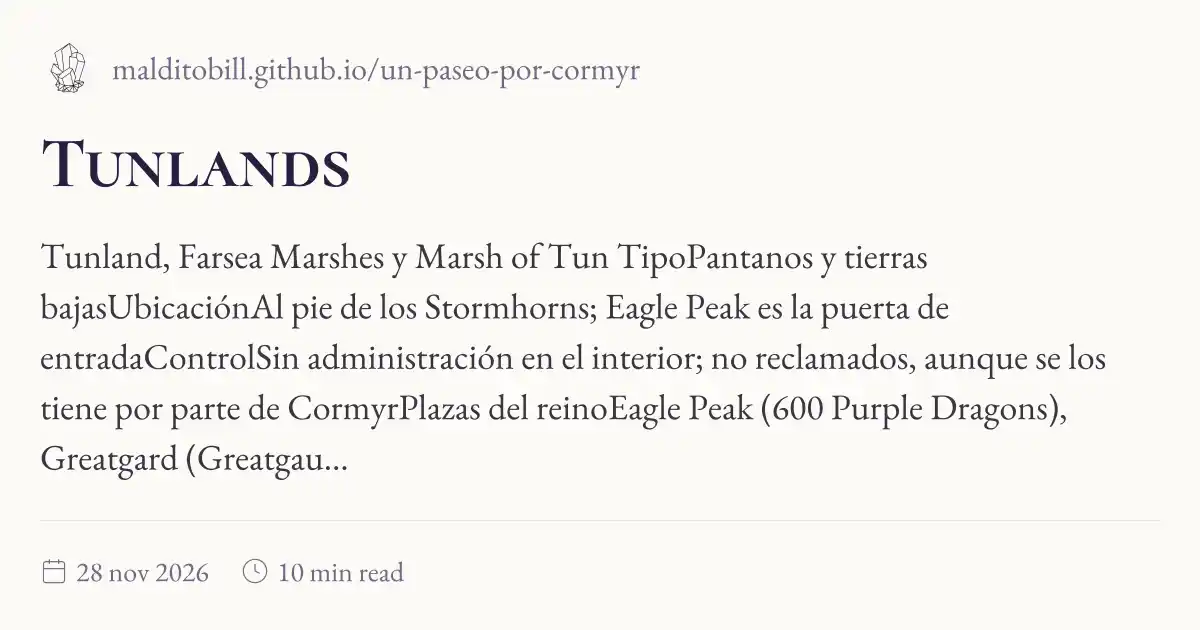 malditobill.github.io/un-paseo-por-cormyr
Tunlands
Tunland, Farsea Marshes y Marsh of Tun TipoPantanos y tierras
bajasUbicaciónAl pie de los Stormhorns; Eagle Peak es la puerta de
entradaControlSin administración en el interior; no reclamados, aunque se los
tiene por parte de CormyrPlazas del reinoEagle Peak (600 Purple Dragons),
Greatgard (Greatgau...
28 nov 2026 10 min read